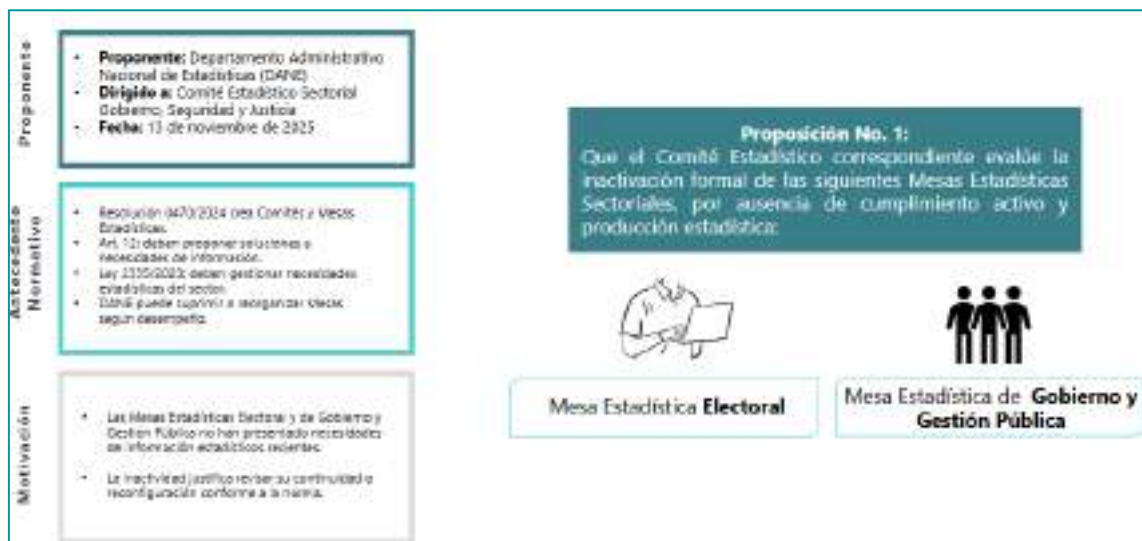 Proponente
• Proponente: Departamento Administrativo
Nacional de Estadísticas (DANE)
• Dirigido a: Comité Estadístico Sectorial
Gobierno, Seguridad y Justicia
• Fecha: 13 de noviembre de 2025
Antecedente
Normativo
• Resolución 0470/2024 crea Comités y Mesas
Estadísticas.
• Art. 12: deben proponer soluciones a
necesidades de información.
• Ley 2335/2023: deben gestionar necesidades
estadísticas del sector.
• DANE puede suprimir o reorganizar Mesas
según desempeño.
Motivación
• Las Mesas Estadísticas Electoral y de Gobierno y
Gestión Pública no han presentado necesidades
de información estadísticos recientes.
• La inactividad justifica revisar su continuidad o
reconfiguración conforme a la norma.
Proposición No. 1:
Que el Comité Estadístico correspondiente evalúe la
inactivación formal de las siguientes Mesas Estadísticas
Sectoriales, por ausencia de cumplimiento activo y
producción estadística:
Mesa Estadística Electoral
Mesa Estadística de Gobierno y
Gestión Pública